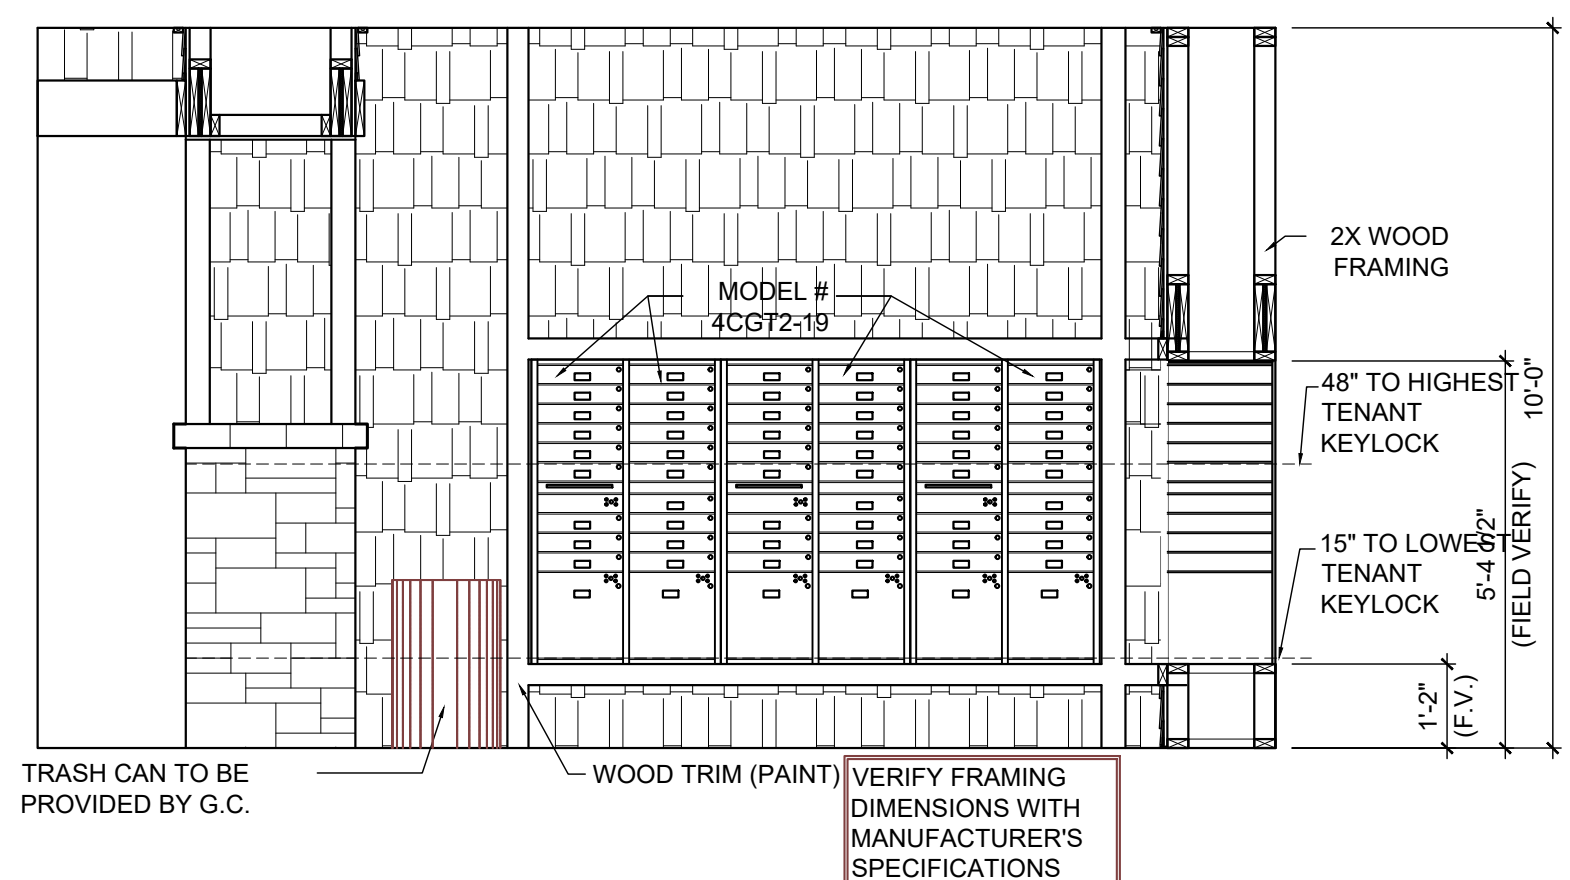 2X WOOD
FRAMING
MODEL #
4CGT2-19
48" TO HIGHEST
TENANT
KEYLOCK
10'-0"
(FIELD VERIFY)
5'-4 1/2"
15" TO LOWEST
TENANT
KEYLOCK
1'-2"
(F.V.)
TRASH CAN TO BE
PROVIDED BY G.C.
WOOD TRIM (PAINT)
VERIFY FRAMING
DIMENSIONS WITH
MANUFACTURER'S
SPECIFICATIONS